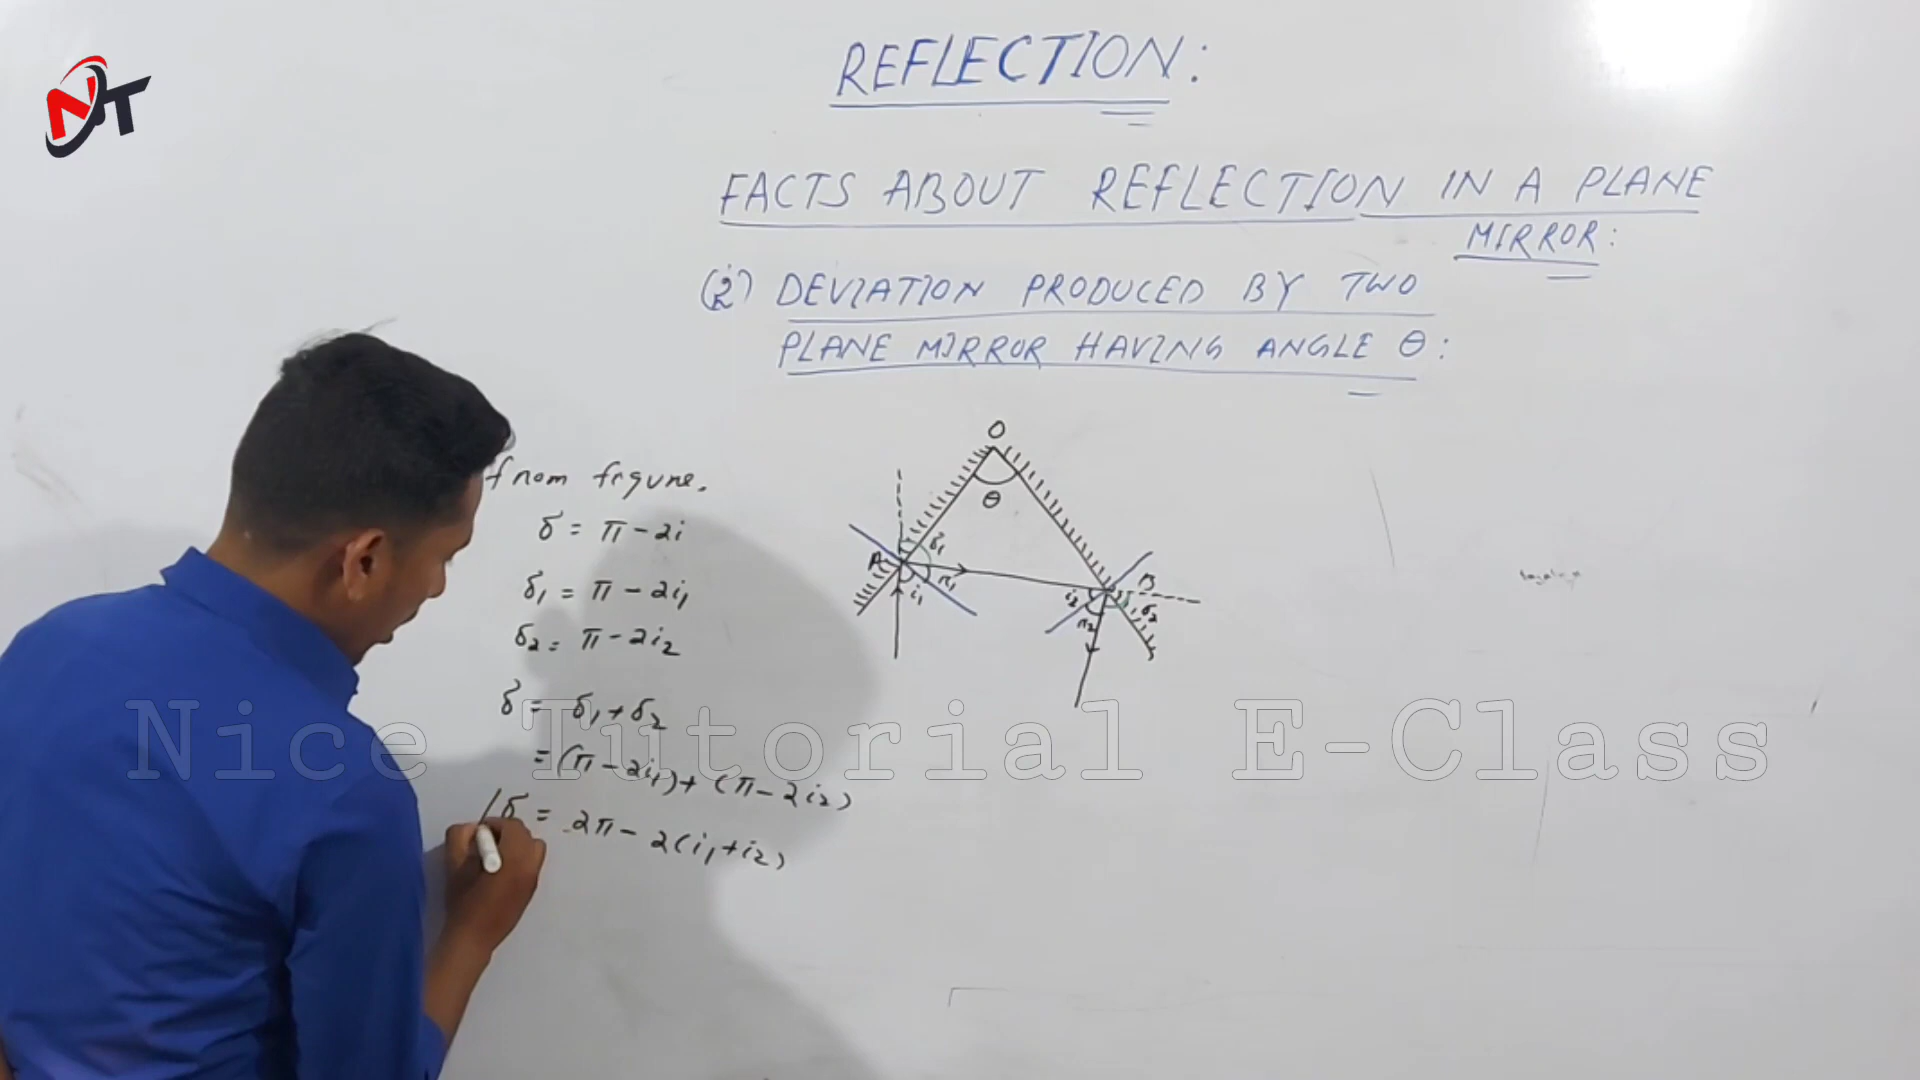 NT
REFLECTION:
FACTS ABOUT REFLECTION IN A PLANE
MIRROR:
(2) DEVIATION PRODUCED BY TWO
PLANE MIRROR HAVING ANGLE θ:
from figure.
δ = π - 2i
δ₁ = π - 2i₁
δ₂ = π - 2i₂
δ = δ₁ + δ₂
= (π - 2i₁) + (π - 2i₂)
δ = 2π - 2(i₁ + i₂)
O
θ
A
δ₁
r₁
i₁
B
i₂
r₂
δ₂
Nice Tutorial E-Class